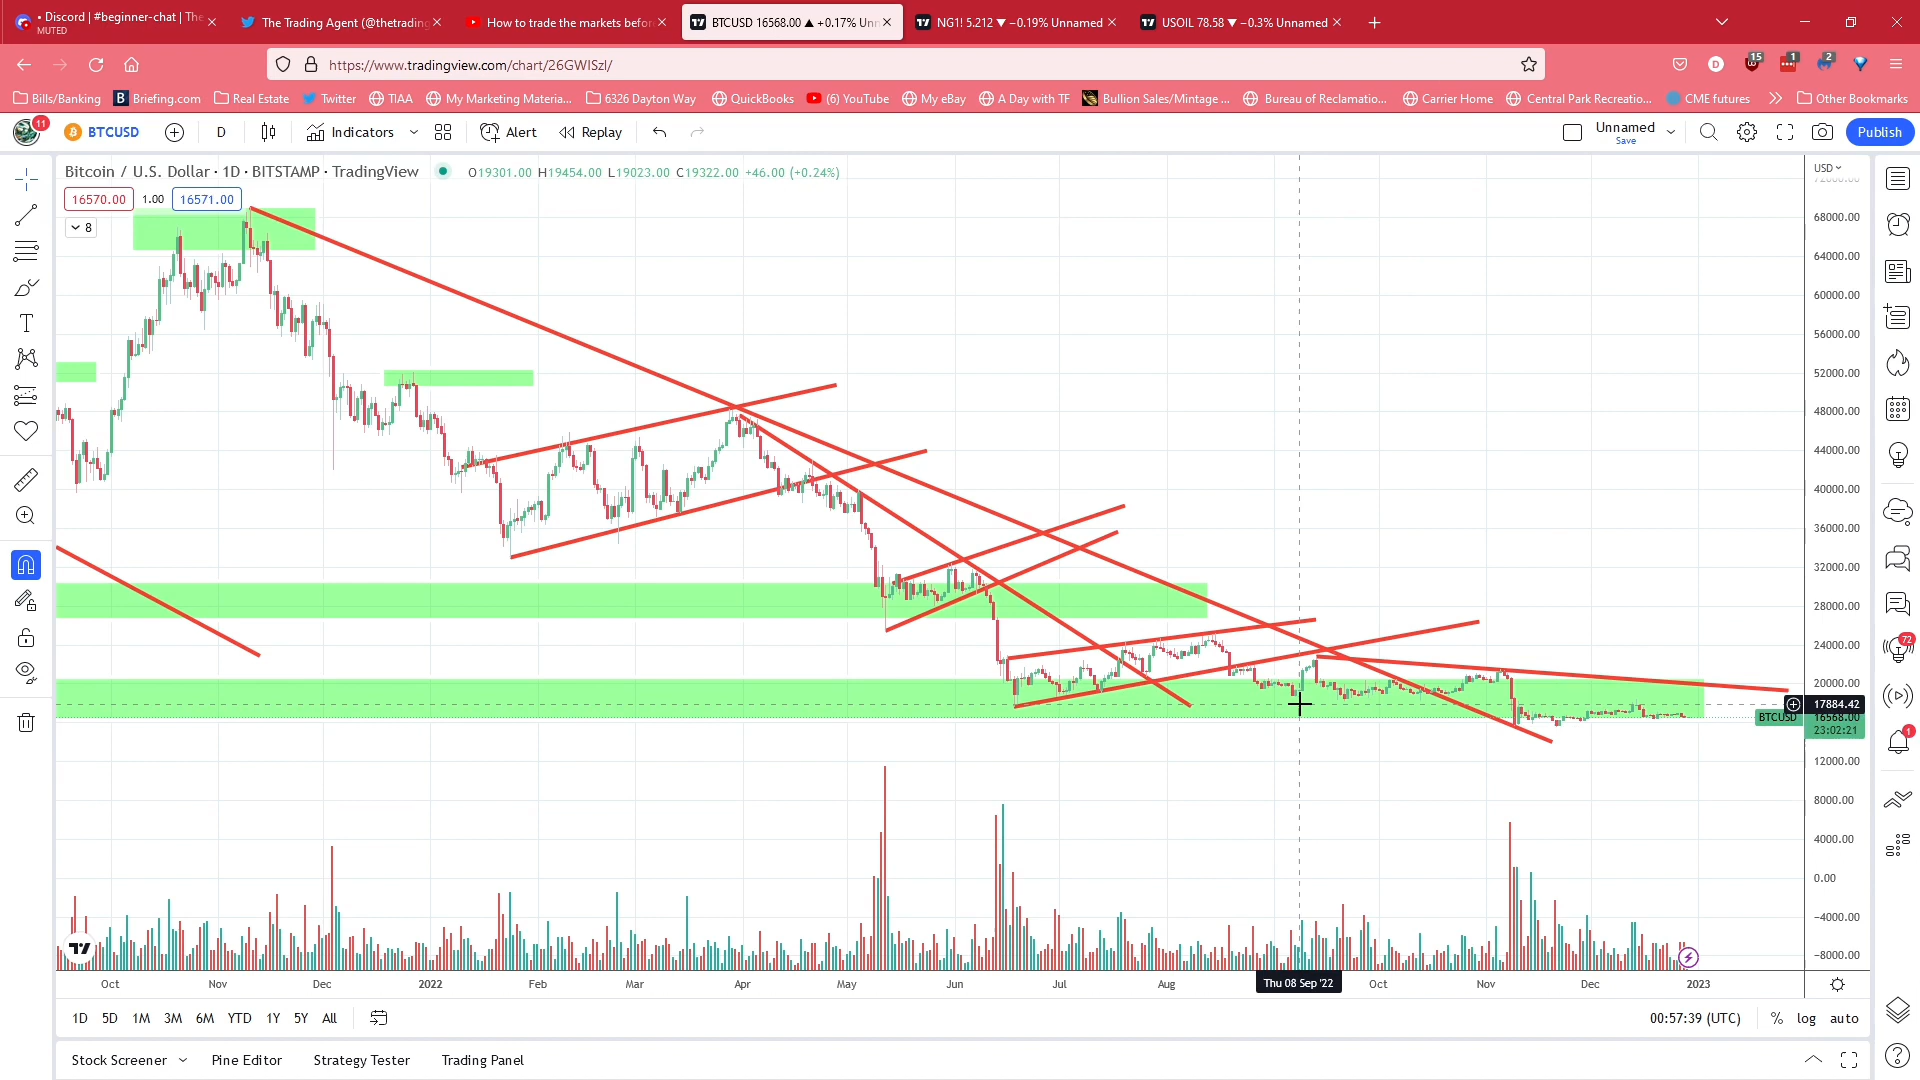 • Discord | #beginner-chat | The
MUTED
The Trading Agent (@thetrading
How to trade the markets befor
BTCUSD 16568.00 ▲ +0.17% Unn
NG1! 5.212 ▼ −0.19% Unnamed
USOIL 78.58 ▼ −0.3% Unnamed
https://www.tradingview.com/chart/26GWISzI/
15
1
2
Bills/Banking
Briefing.com
Real Estate
Twitter
TIAA
My Marketing Materia...
6326 Dayton Way
QuickBooks
(6) YouTube
My eBay
A Day with TF
Bullion Sales/Mintage ...
Bureau of Reclamatio...
Carrier Home
Central Park Recreatio...
CME futures
Other Bookmarks
11
BTCUSD
D
Indicators
Alert
Replay
Unnamed
Save
Publish
Bitcoin / U.S. Dollar · 1D · BITSTAMP · TradingView
O19301.00 H19454.00 L19023.00 C19322.00 +46.00 (+0.24%)
16570.00
1.00
16571.00
8
USD
68000.00
64000.00
60000.00
56000.00
52000.00
48000.00
44000.00
40000.00
36000.00
32000.00
28000.00
24000.00
20000.00
17884.42
BTCUSD
16568.00
23:02:21
12000.00
8000.00
4000.00
0.00
−4000.00
−8000.00
72
1
Oct
Nov
Dec
2022
Feb
Mar
Apr
May
Jun
Jul
Aug
Thu 08 Sep '22
Oct
Nov
Dec
2023
1D
5D
1M
3M
6M
YTD
1Y
5Y
All
00:57:39 (UTC)
%
log
auto
Stock Screener
Pine Editor
Strategy Tester
Trading Panel